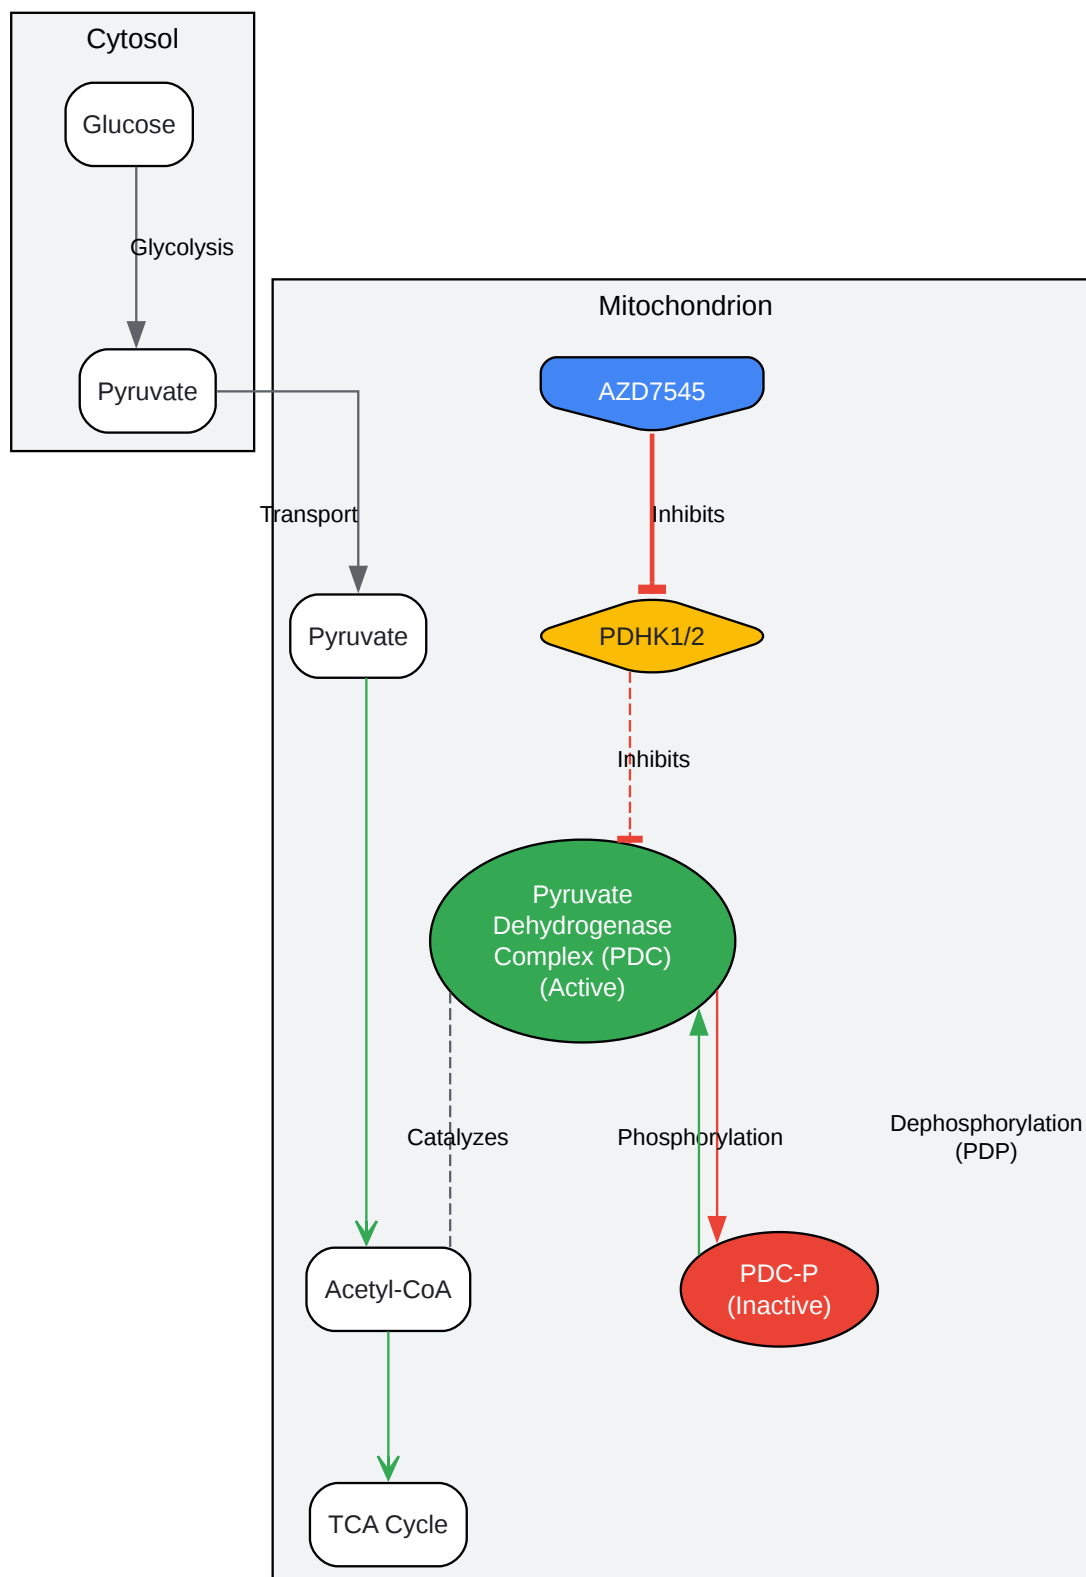 Cytosol
Glucose
Glycolysis
Pyruvate
Mitochondrion
AZD7545
Transport
Inhibits
Pyruvate
PDHK1/2
Inhibits
Pyruvate
Dehydrogenase
Complex (PDC)
(Active)
Catalyzes
Phosphorylation
Dephosphorylation
(PDP)
Acetyl-CoA
PDC-P
(Inactive)
TCA Cycle